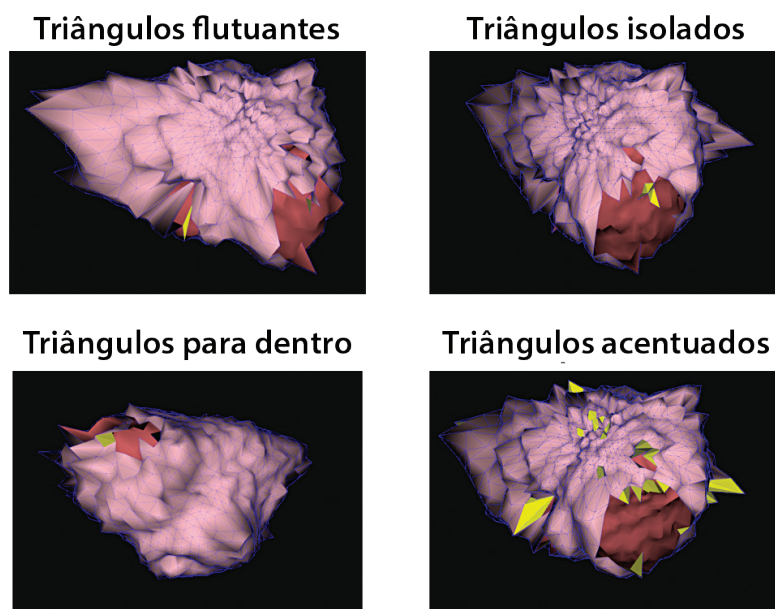 Triângulos flutuantes
Triângulos isolados
Triângulos para dentro
Triângulos acentuados